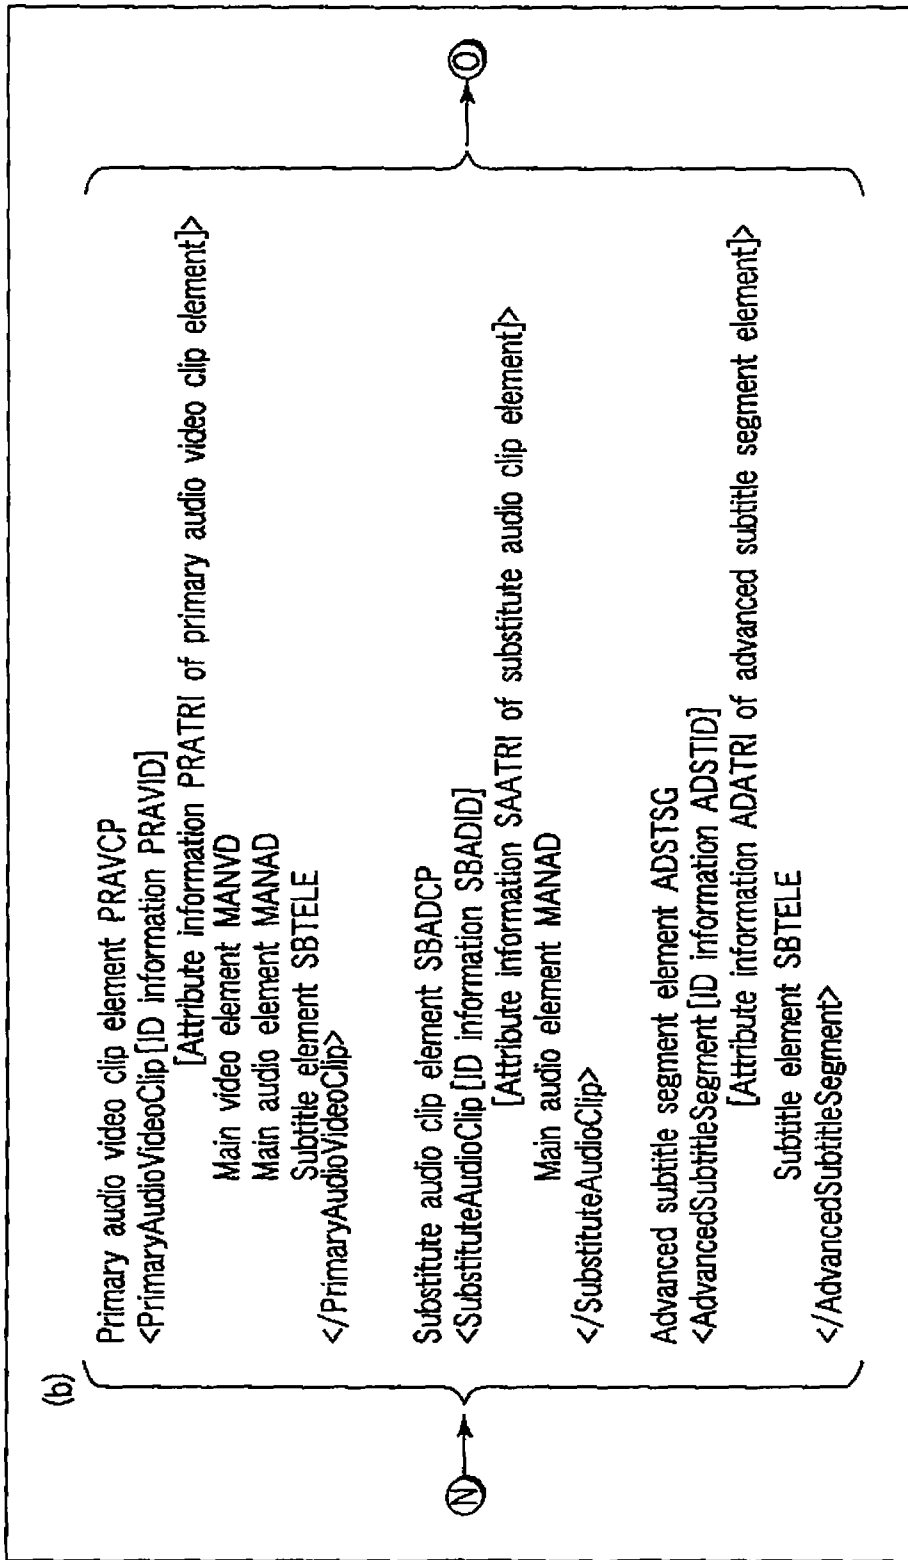 (b)
Primary audio video clip element PRAVCP
<PrimaryAudioVideoClip [ID information PRAVID]
[Attribute information PRATRI of primary audio video clip element]>
Main video element MANVD
Main audio element MANAD
Subtitle element SBTELE
</PrimaryAudioVideoClip>
Substitute audio clip element SBADCP
<SubstituteAudioClip [ID information SBADID]
[Attribute information SAATRI of substitute audio clip element]>
Main audio element MANAD
</SubstituteAudioClip>
Advanced subtitle segment element ADSTSG
<AdvancedSubtitleSegment [ID information ADSTID]
[Attribute information ADATRI of advanced subtitle segment element]>
Subtitle element SBTELE
</AdvancedSubtitleSegment>
N
O